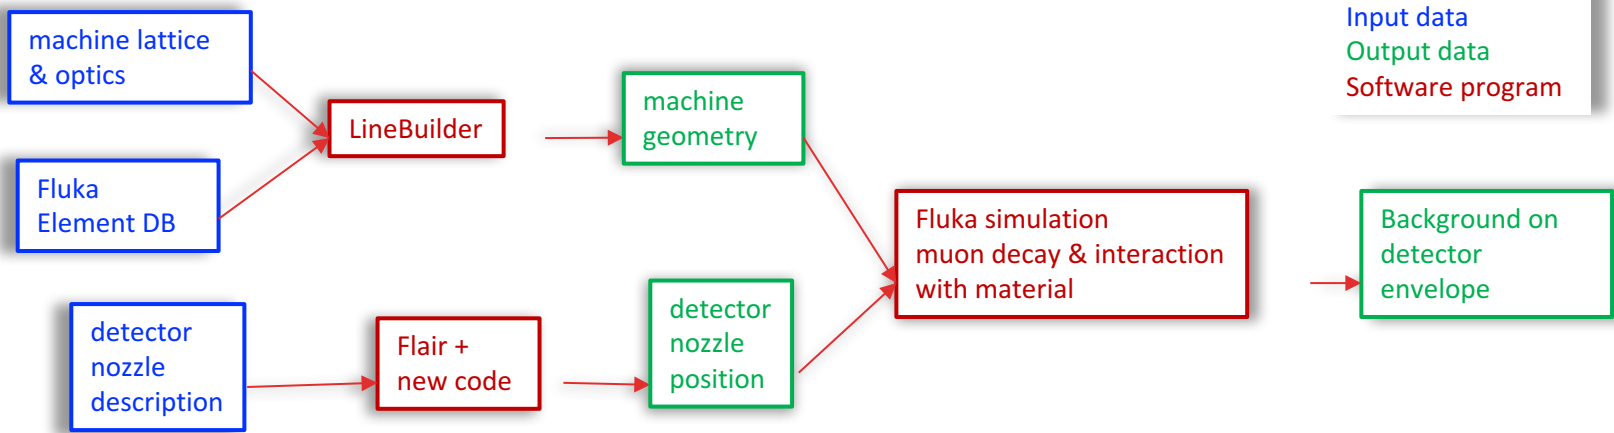 machine lattice
& optics
Fluka
Element DB
LineBuilder
machine
geometry
detector
nozzle
description
Flair +
new code
detector
nozzle
position
Fluka simulation
muon decay & interaction
with material
Background on
detector
envelope
Input data
Output data
Software program